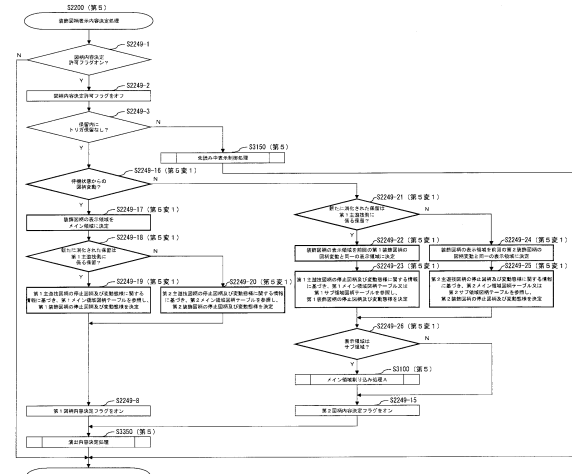 S2200 (第5)
装飾図柄表示内容決定処理
S2249-1
図柄内容決定
許可フラグオン?
N
Y
S2249-2
図柄内容決定許可フラグをオフ
S2249-3
保留内に
トリガ保留なし?
N
Y
S3150 (第5)
先読み中表示制御処理
S2249-16 (第5変1)
待機状態からの
図柄変動?
N
Y
S2249-17 (第5変1)
装飾図柄の表示領域を
メイン領域に決定
S2249-18 (第5変1)
新たに消化された保留は
第1主遊技側に
係る保留?
N
Y
S2249-19 (第5変1)
第1主遊技図柄の停止図柄及び変動態様に関する
情報に基づき、第1メイン領域図柄テーブルを参照し、
第1装飾図柄の停止図柄及び変動態様を決定
S2249-20 (第5変1)
第2主遊技図柄の停止図柄及び変動態様に関する情報
に基づき、第2メイン領域図柄テーブルを参照し、
第2装飾図柄の停止図柄及び変動態様を決定
S2249-21 (第5変1)
新たに消化された保留は
第1主遊技側に
係る保留?
N
Y
S2249-22 (第5変1)
装飾図柄の表示領域を前回の第1装飾図柄の
図柄変動と同一の表示領域に決定
S2249-23 (第5変1)
第1主遊技図柄の停止図柄及び変動態様に関する情報
に基づき、第1メイン領域図柄テーブル又は
第1サブ領域図柄テーブルを参照し、
第1装飾図柄の停止図柄及び変動態様を決定
S2249-24 (第5変1)
装飾図柄の表示領域を前回の第2装飾図柄の
図柄変動と同一の表示領域に決定
S2249-25 (第5変1)
第2主遊技図柄の停止図柄及び変動態様に関する情報
に基づき、第2メイン領域図柄テーブル又は
第2サブ領域図柄テーブルを参照し、
第2装飾図柄の停止図柄及び変動態様を決定
S2249-26 (第5変1)
表示領域は
サブ領域?
N
Y
S3100 (第5)
メイン領域割り込み処理A
S2249-8
第1図柄内容決定フラグをオン
S2249-15
第2図柄内容決定フラグをオン
S3350 (第5)
演出内容決定処理